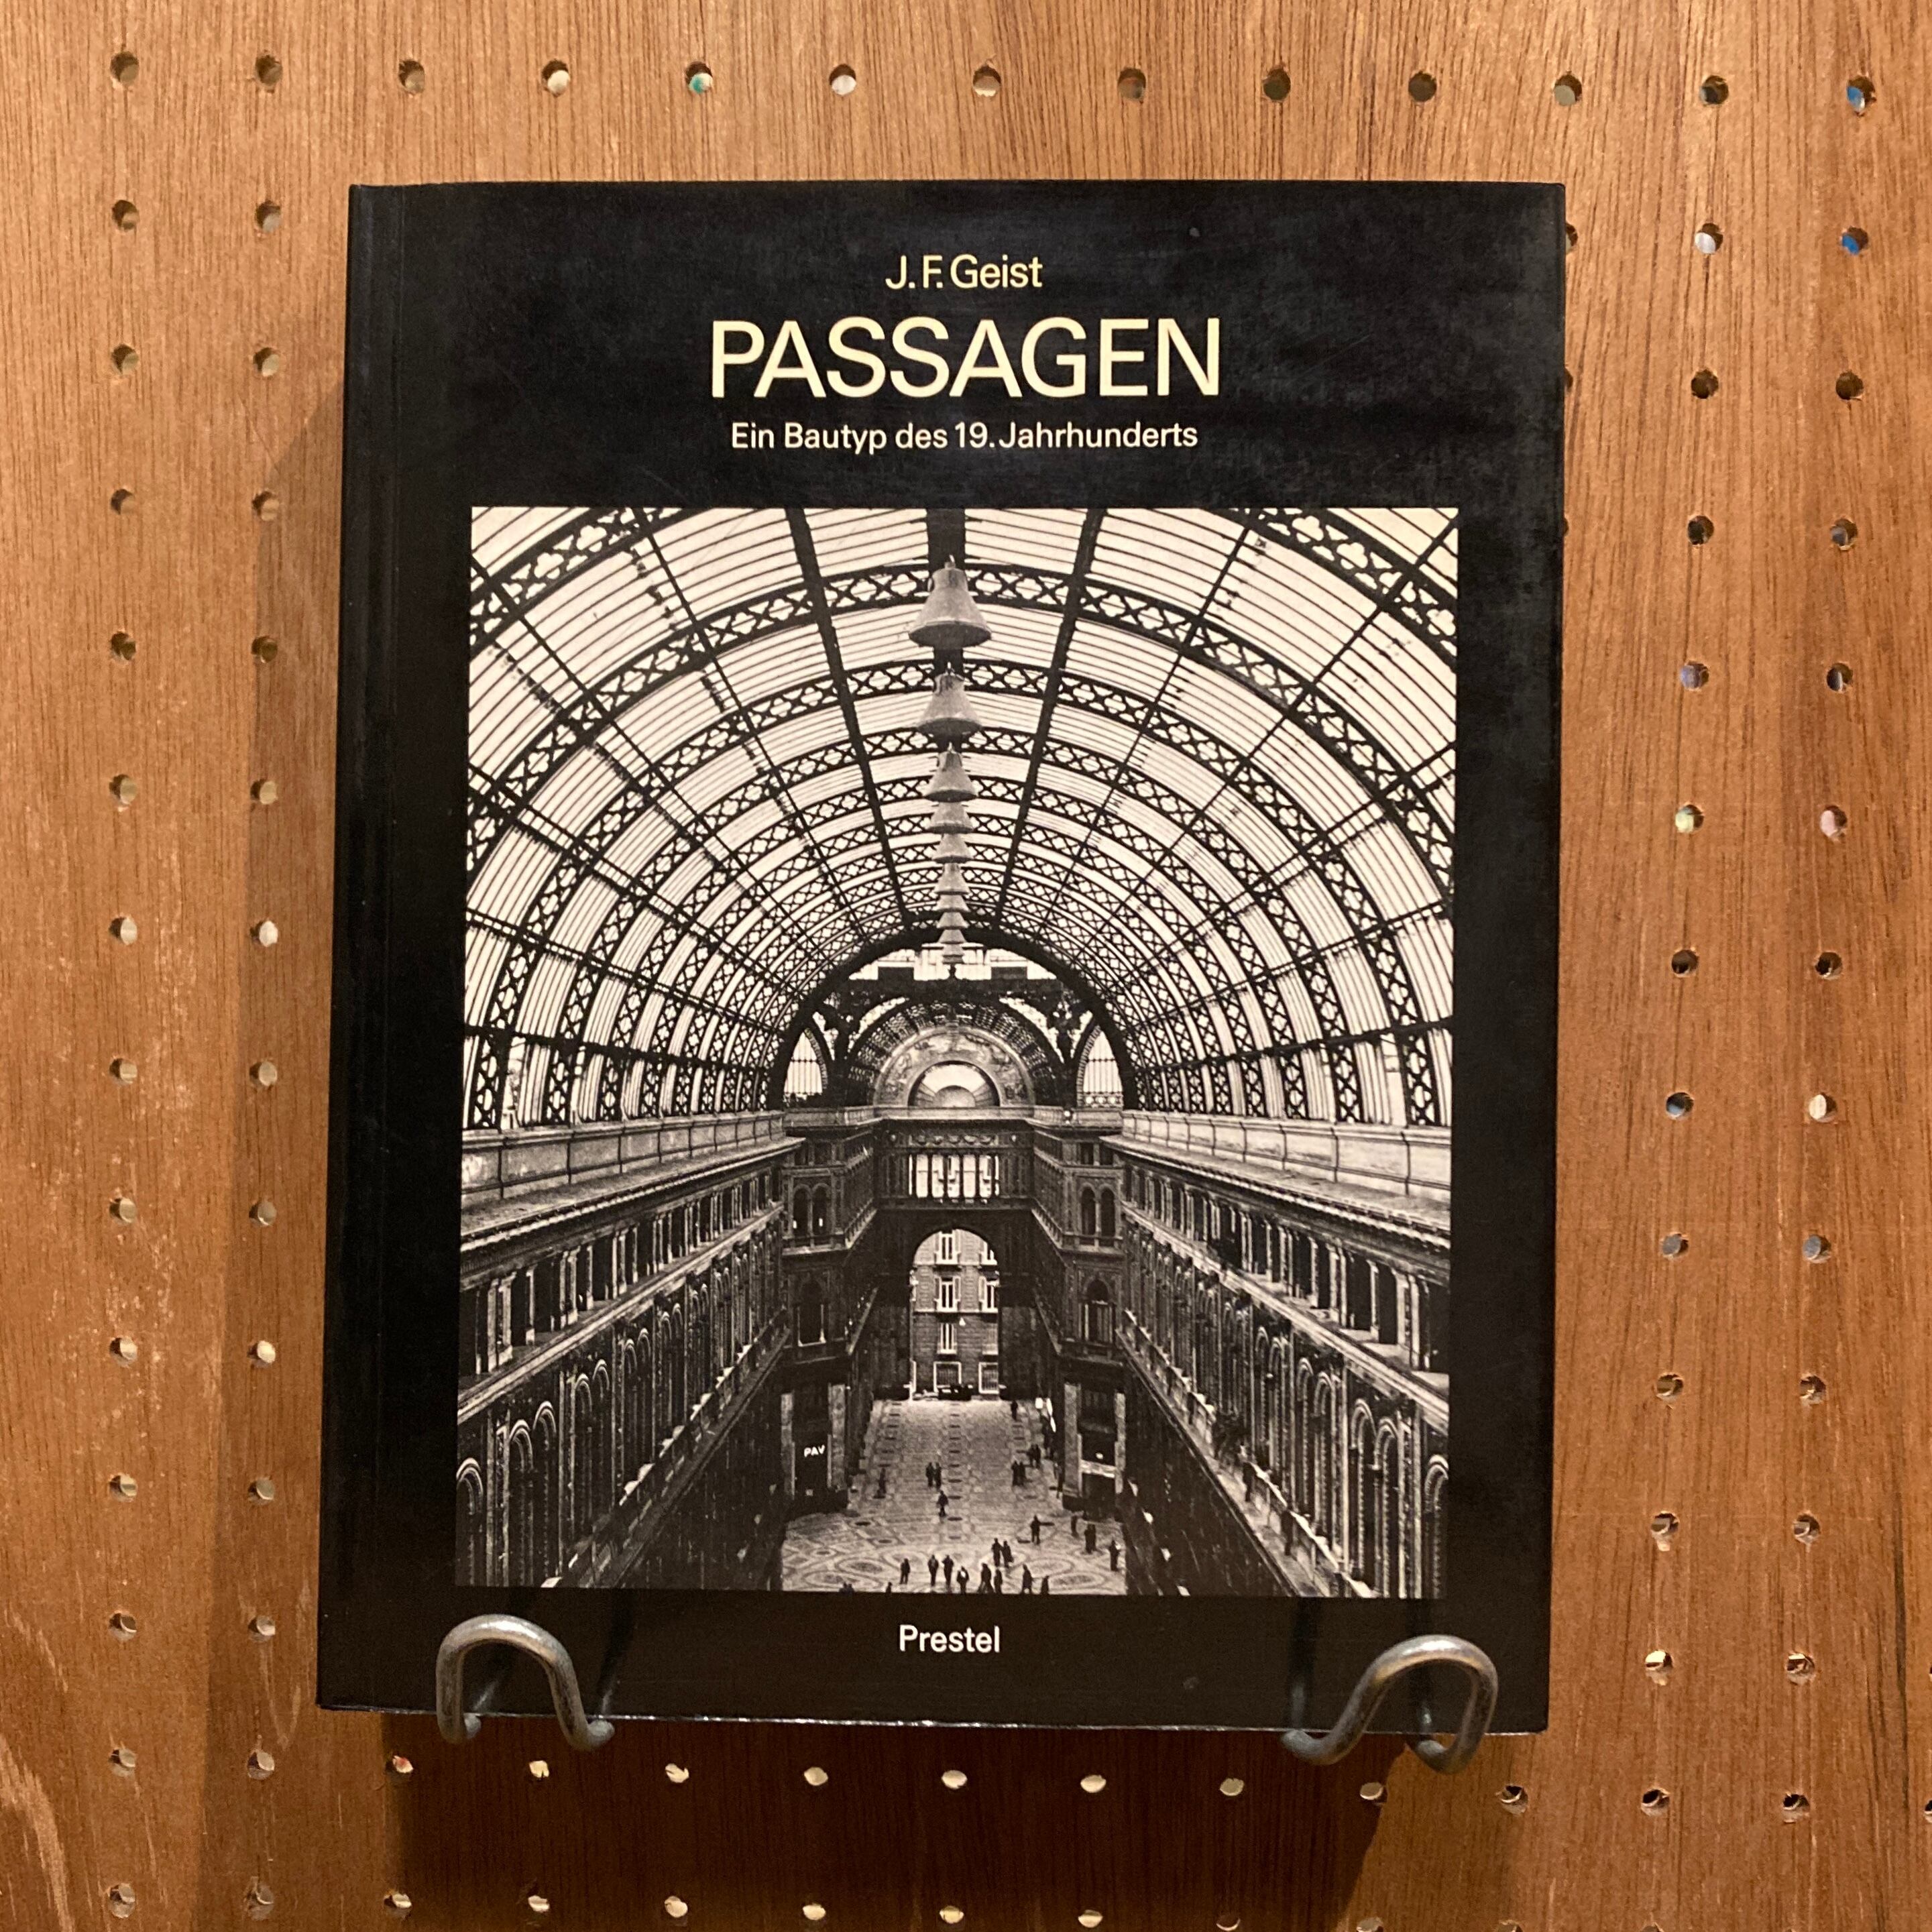 J. F. Geist
PASSAGEN
Ein Bautyp des 19. Jahrhunderts
PAV
Prestel